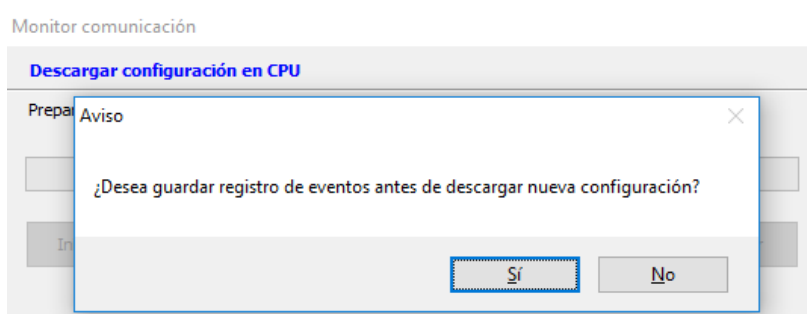 Monitor comunicación
Descargar configuración en CPU
Aviso
¿Desea guardar registro de eventos antes de descargar nueva configuración?
Sí No